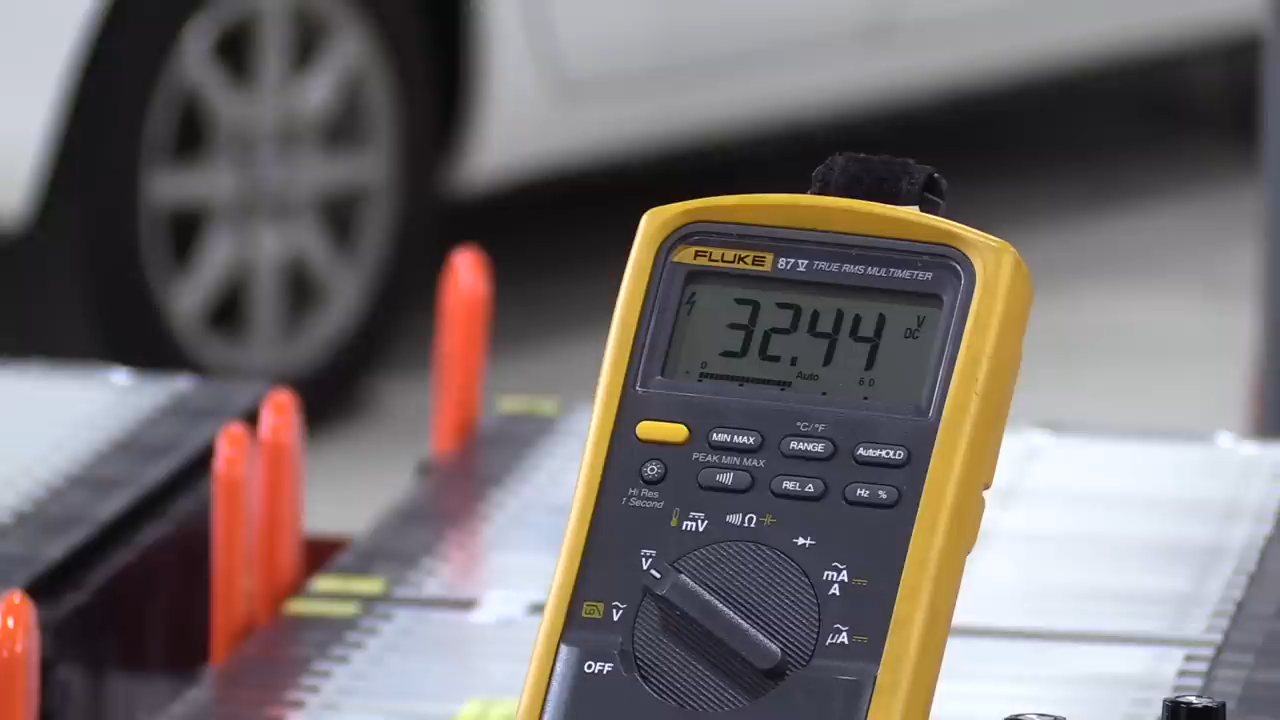 FLUKE 87 V TRUE RMS MULTIMETER
32.44 V DC
0 Auto 60
MIN MAX
°C/°F
RANGE
AutoHOLD
PEAK MIN MAX
REL Δ
Hz %
Hi Res
1 Second
mV
Ω
V
mA
A
V
µA
OFF